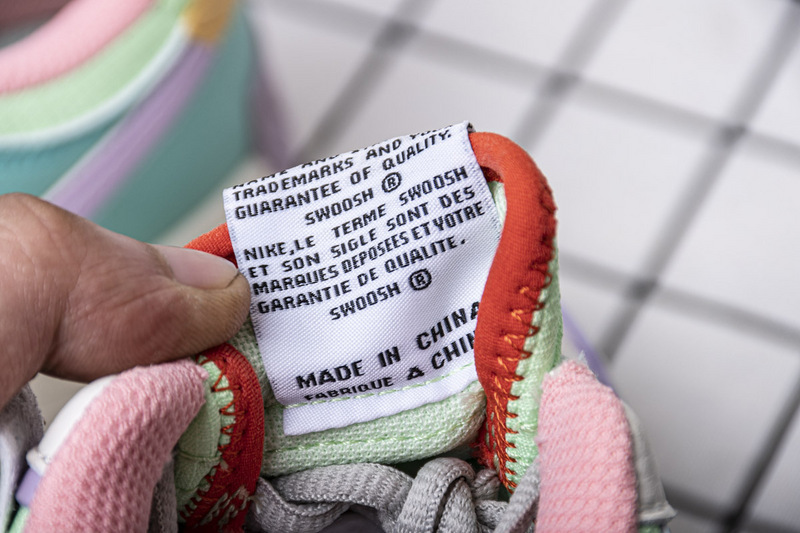 TRADEMARKS AND YOUR
GUARANTEE OF QUALITY.
SWOOSH ®
NIKE,LE TERME SWOOSH
ET SON SIGLE SONT DES
MARQUES DEPOSEES ET VOTRE
GARANTIE DE QUALITE.
SWOOSH ®
MADE IN CHINA
FABRIQUE A CHIN